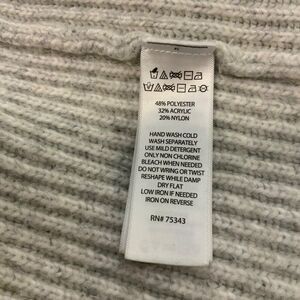 48% POLYESTER
32% ACRYLIC
20% NYLON
HAND WASH COLD
WASH SEPARATELY
USE MILD DETERGENT
ONLY NON CHLORINE
BLEACH WHEN NEEDED
DO NOT WRING OR TWIST
RESHAPE WHILE DAMP
DRY FLAT
LOW IRON IF NEEDED
IRON ON REVERSE
RN# 75343